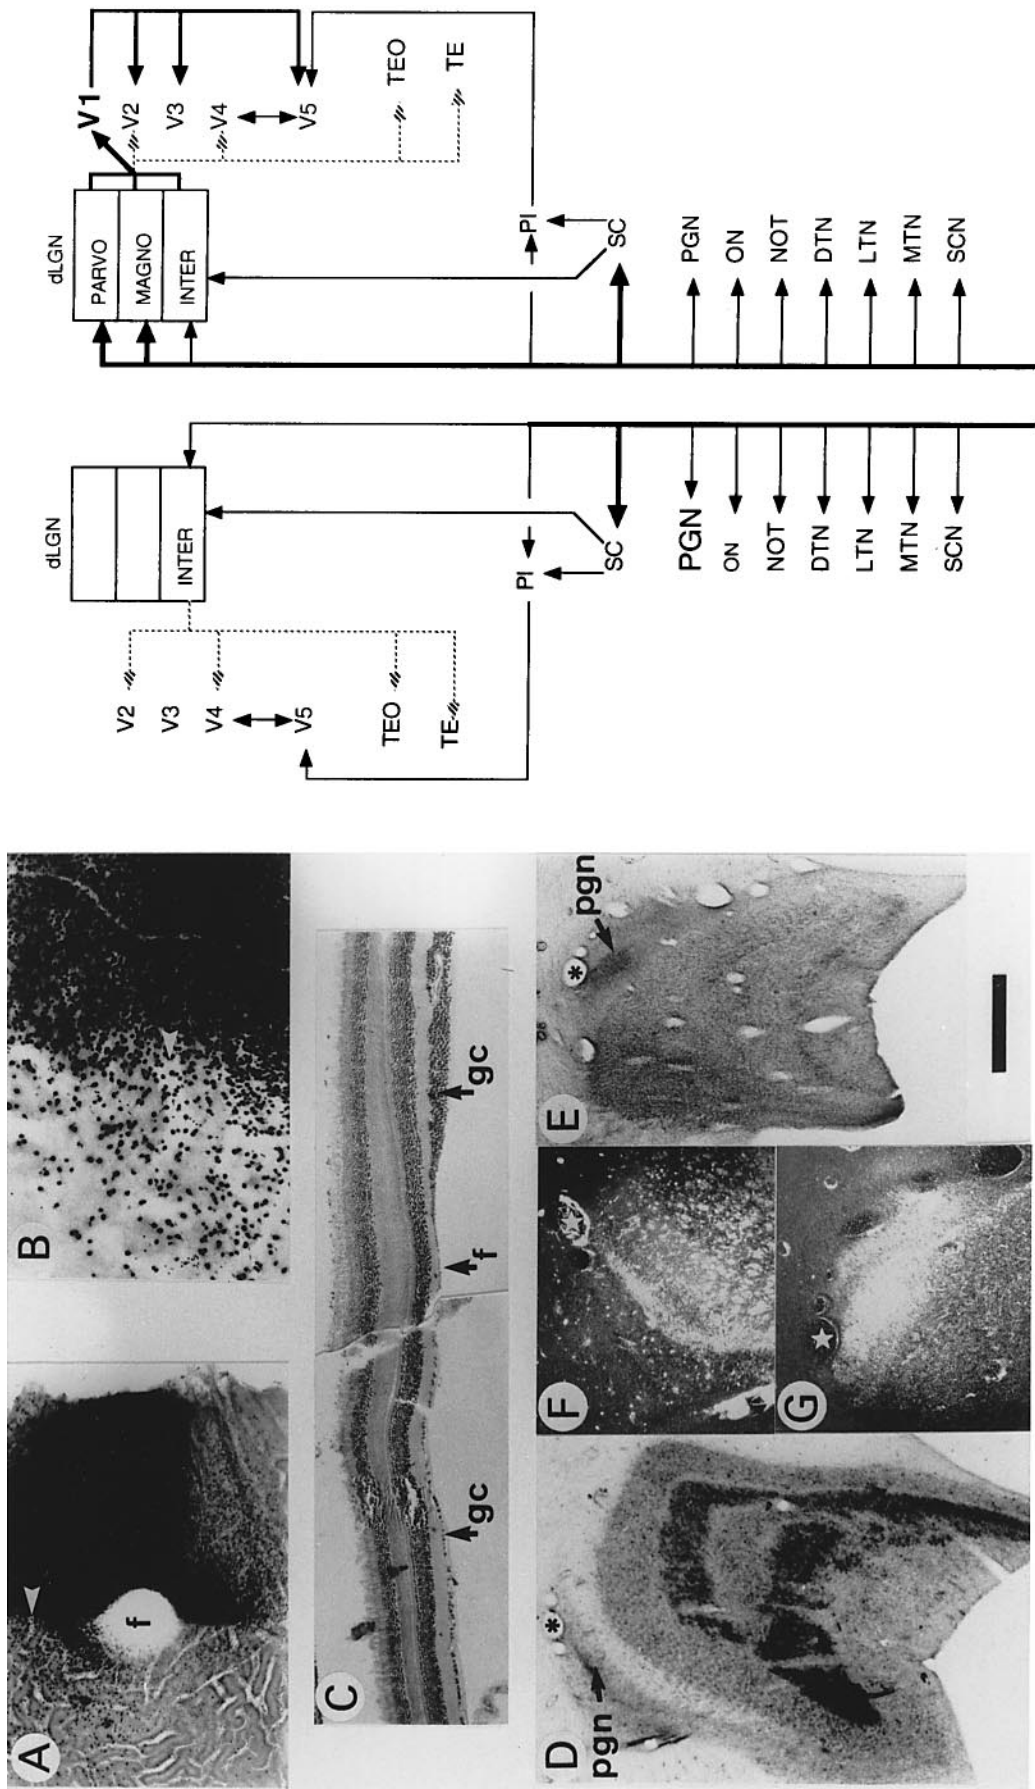 A
B
f
C
gc
f
gc
D
pgn
*
F
G
E
*
pgn
dLGN
INTER
V2
V3
V4
V5
TEO
TE
PI
SC
PGN
ON
NOT
DTN
LTN
MTN
SCN
dLGN
PARVO
MAGNO
INTER
V1
V2
V3
V4
V5
TEO
TE
PI
SC
PGN
ON
NOT
DTN
LTN
MTN
SCN